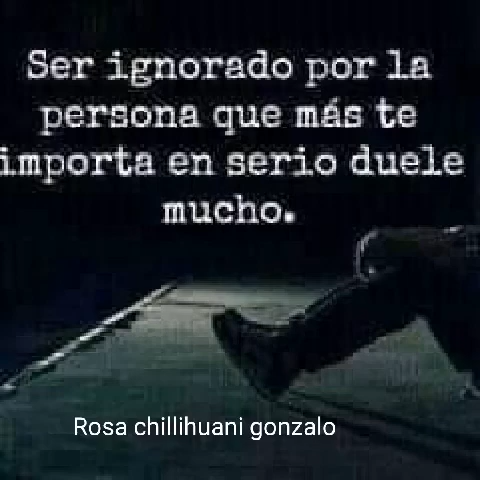 Ser ignorado por la
persona que más te
importa en serio duele
mucho.
Rosa chillihuani gonzalo